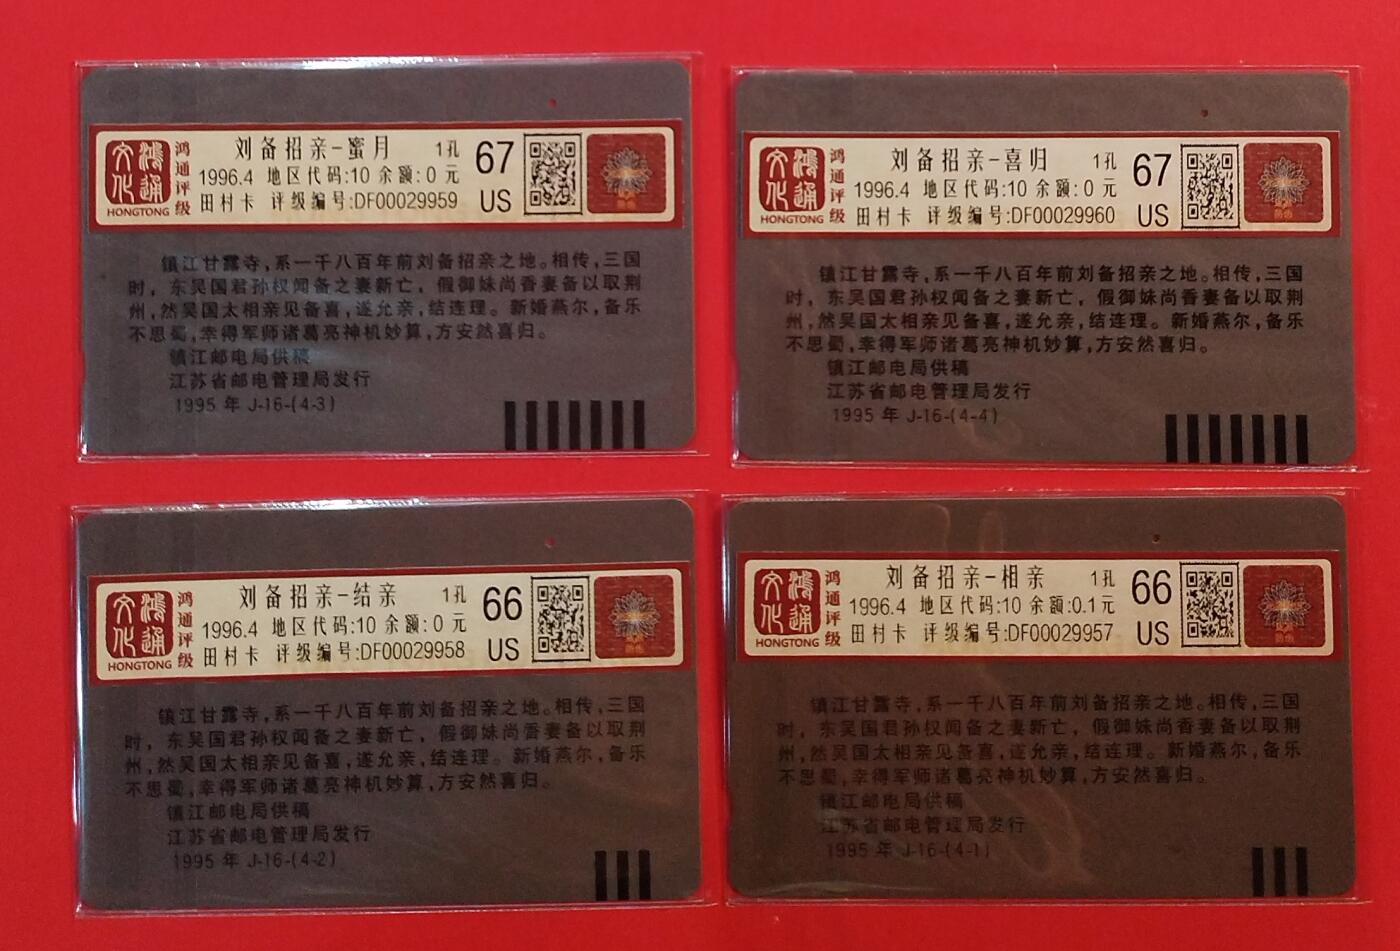 鸿通文化
HONGTONG
鸿通评级
刘备招亲-蜜月 1孔
1996.4 地区代码:10 余额:0 元
田村卡 评级编号:DF00029959
67
US
镇江甘露寺,系一千八百年前刘备招亲之地。相传,三国
时,东吴国君孙权闻备之妻新亡,假御妹尚香妻备以取荆
州,然吴国太相亲见备喜,遂允亲,结连理。新婚燕尔,备乐
不思蜀,幸得军师诸葛亮神机妙算,方安然喜归。
镇江邮电局供稿
江苏省邮电管理局发行
1995 年 J-16-(4-3)
鸿通文化
HONGTONG
鸿通评级
刘备招亲-喜归 1孔
1996.4 地区代码:10 余额:0 元
田村卡 评级编号:DF00029960
67
US
镇江甘露寺,系一千八百年前刘备招亲之地。相传,三国
时,东吴国君孙权闻备之妻新亡,假御妹尚香妻备以取荆
州,然吴国太相亲见备喜,遂允亲,结连理。新婚燕尔,备乐
不思蜀,幸得军师诸葛亮神机妙算,方安然喜归。
镇江邮电局供稿
江苏省邮电管理局发行
1995 年 J-16-(4-4)
鸿通文化
HONGTONG
鸿通评级
刘备招亲-结亲 1孔
1996.4 地区代码:10 余额:0 元
田村卡 评级编号:DF00029958
66
US
镇江甘露寺,系一千八百年前刘备招亲之地。相传,三国
时,东吴国君孙权闻备之妻新亡,假御妹尚香妻备以取荆
州,然吴国太相亲见备喜,遂允亲,结连理。新婚燕尔,备乐
不思蜀,幸得军师诸葛亮神机妙算,方安然喜归。
镇江邮电局供稿
江苏省邮电管理局发行
1995 年 J-16-(4-2)
鸿通文化
HONGTONG
鸿通评级
刘备招亲-相亲 1孔
1996.4 地区代码:10 余额:0.1元
田村卡 评级编号:DF00029957
66
US
镇江甘露寺,系一千八百年前刘备招亲之地。相传,三国
时,东吴国君孙权闻备之妻新亡,假御妹尚香妻备以取荆
州,然吴国太相亲见备喜,遂允亲,结连理。新婚燕尔,备乐
不思蜀,幸得军师诸葛亮神机妙算,方安然喜归。
镇江邮电局供稿
江苏省邮电管理局发行
1995 年 J-16-(4-1)